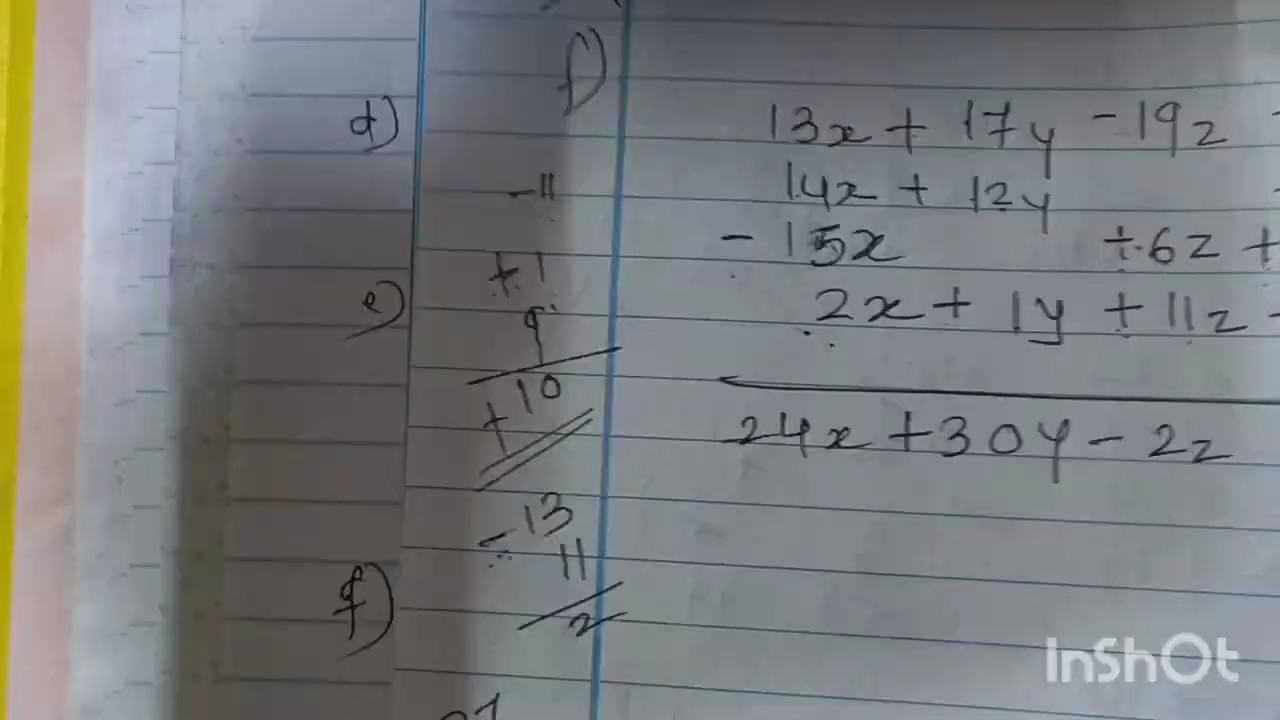 f)
d)
13x + 17y - 19z
- 11
14x + 12y
- 15x + 6z +
+ 1
e)
2x + 1y + 11z -
9
+ 10
24x + 30y - 2z
- 13
11
f)
2
InShOt